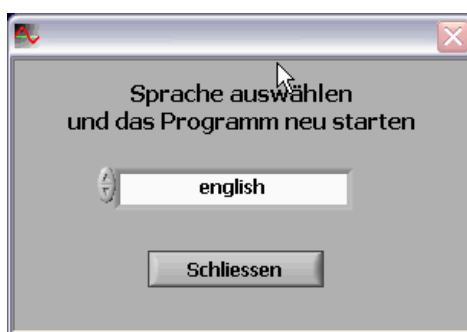 Sprache auswählen
und das Programm neu starten
english
Schliessen